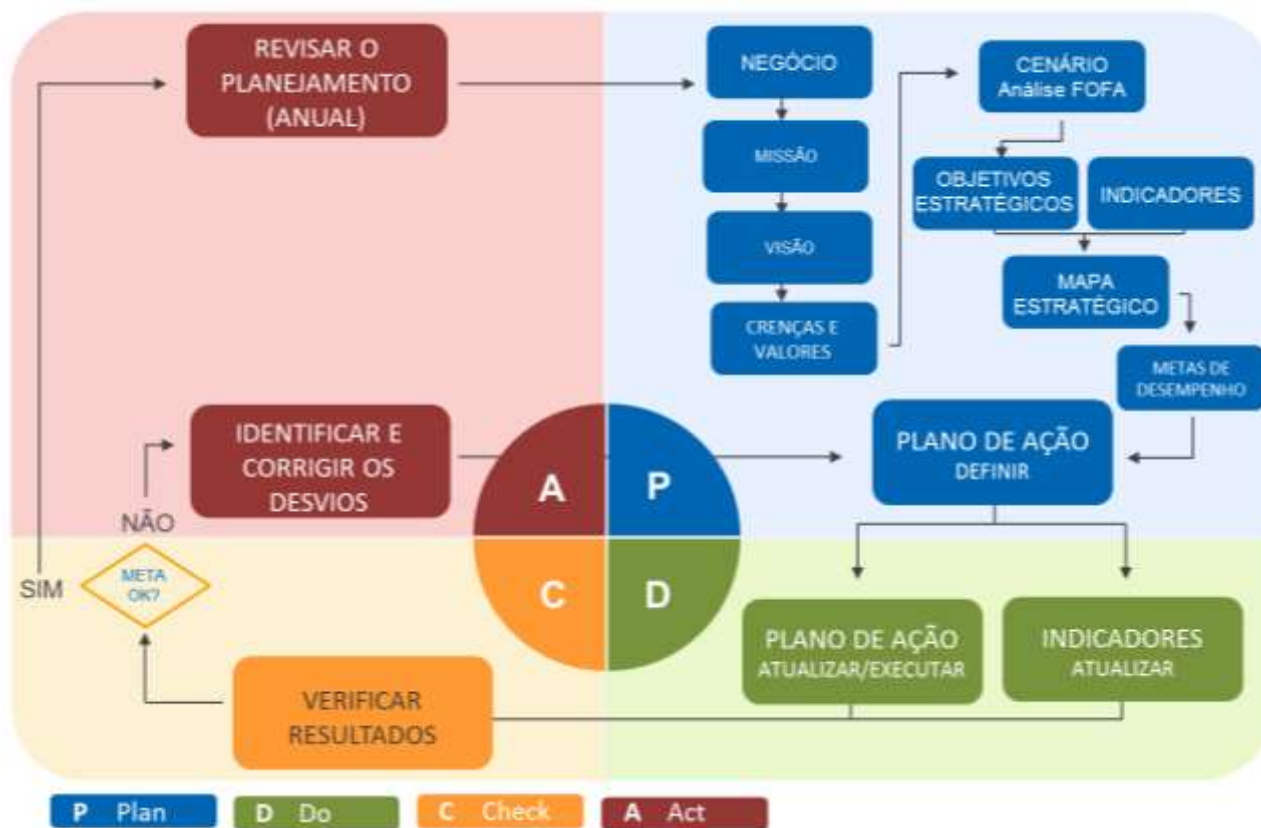 REVISAR O
PLANEJAMENTO
(ANUAL)
NEGÓCIO
MISSÃO
VISÃO
CRENÇAS E
VALORES
CENÁRIO
Análise FOFA
OBJETIVOS
ESTRATÉGICOS
INDICADORES
MAPA
ESTRATÉGICO
METAS DE
DESEMPENHO
PLANO DE AÇÃO
DEFINIR
IDENTIFICAR E
CORRIGIR OS
DESVIOS
A
P
C
D
NÃO
SIM
META
OK?
PLANO DE AÇÃO
ATUALIZAR/EXECUTAR
INDICADORES
ATUALIZAR
VERIFICAR
RESULTADOS
P Plan
D Do
C Check
A Act